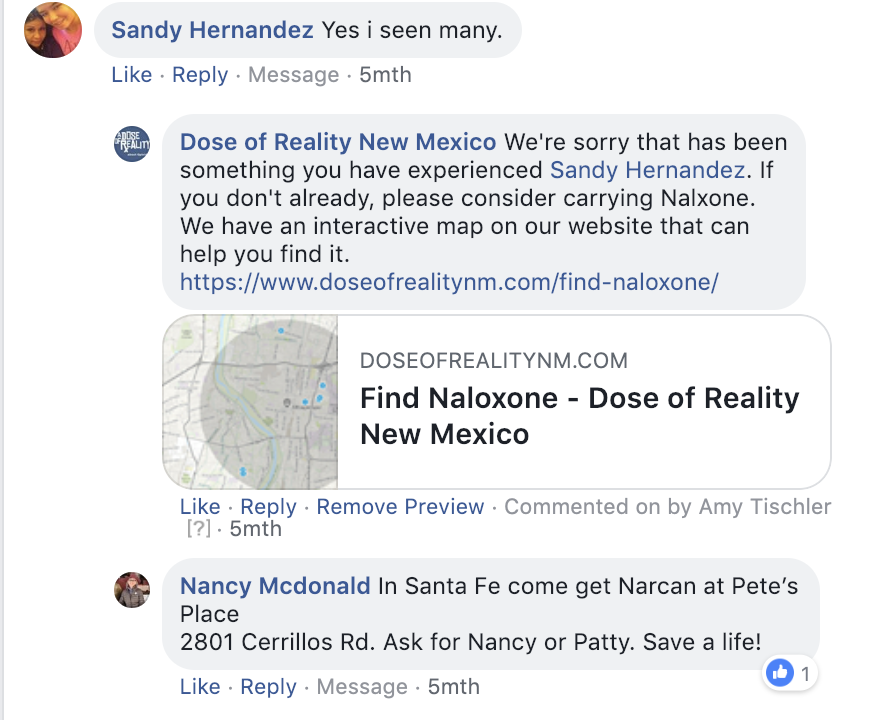 Sandy Hernandez Yes i seen many.
Like · Reply · Message · 5mth
DOSE
OF REALITY
Dose of Reality New Mexico We're sorry that has been
something you have experienced Sandy Hernandez. If
you don't already, please consider carrying Nalxone.
We have an interactive map on our website that can
help you find it.
https://www.doseofrealitynm.com/find-naloxone/
DOSEOFREALITYNM.COM
Find Naloxone - Dose of Reality
New Mexico
Like · Reply · Remove Preview · Commented on by Amy Tischler
[?] · 5mth
Nancy Mcdonald In Santa Fe come get Narcan at Pete’s
Place
2801 Cerrillos Rd. Ask for Nancy or Patty. Save a life!
1
Like · Reply · Message · 5mth